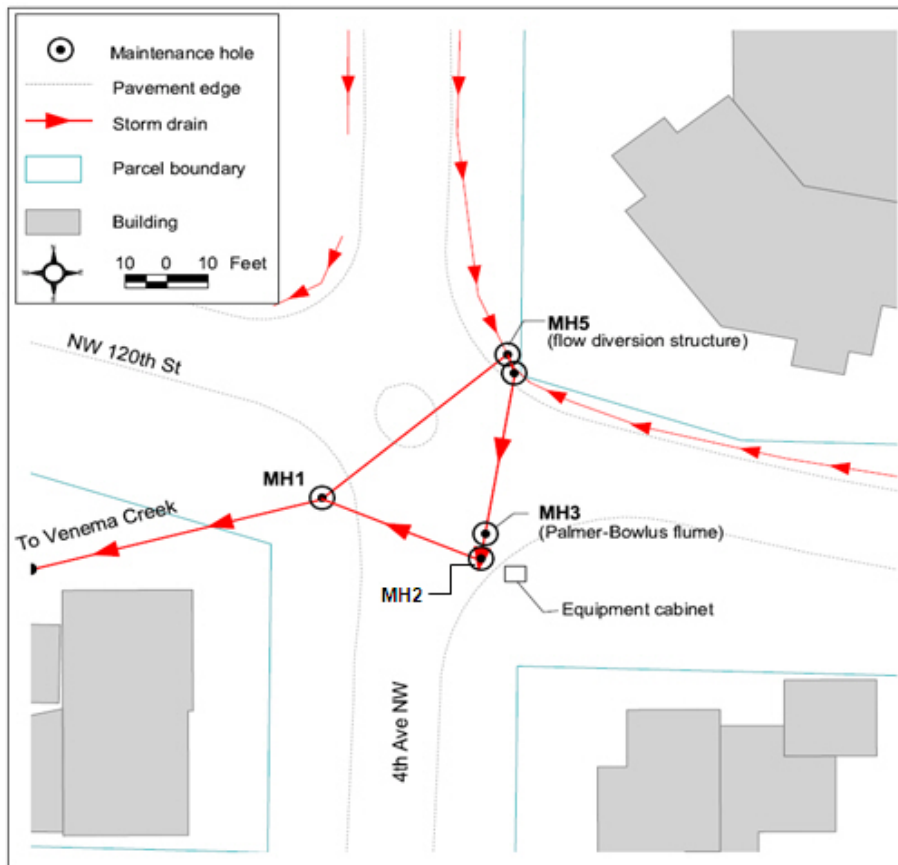 Maintenance hole
Pavement edge
Storm drain
Parcel boundary
Building
10 0 10 Feet
NW 120th St
MH5
(flow diversion structure)
MH1
To Venema Creek
MH3
(Palmer-Bowlus flume)
MH2
Equipment cabinet
4th Ave NW